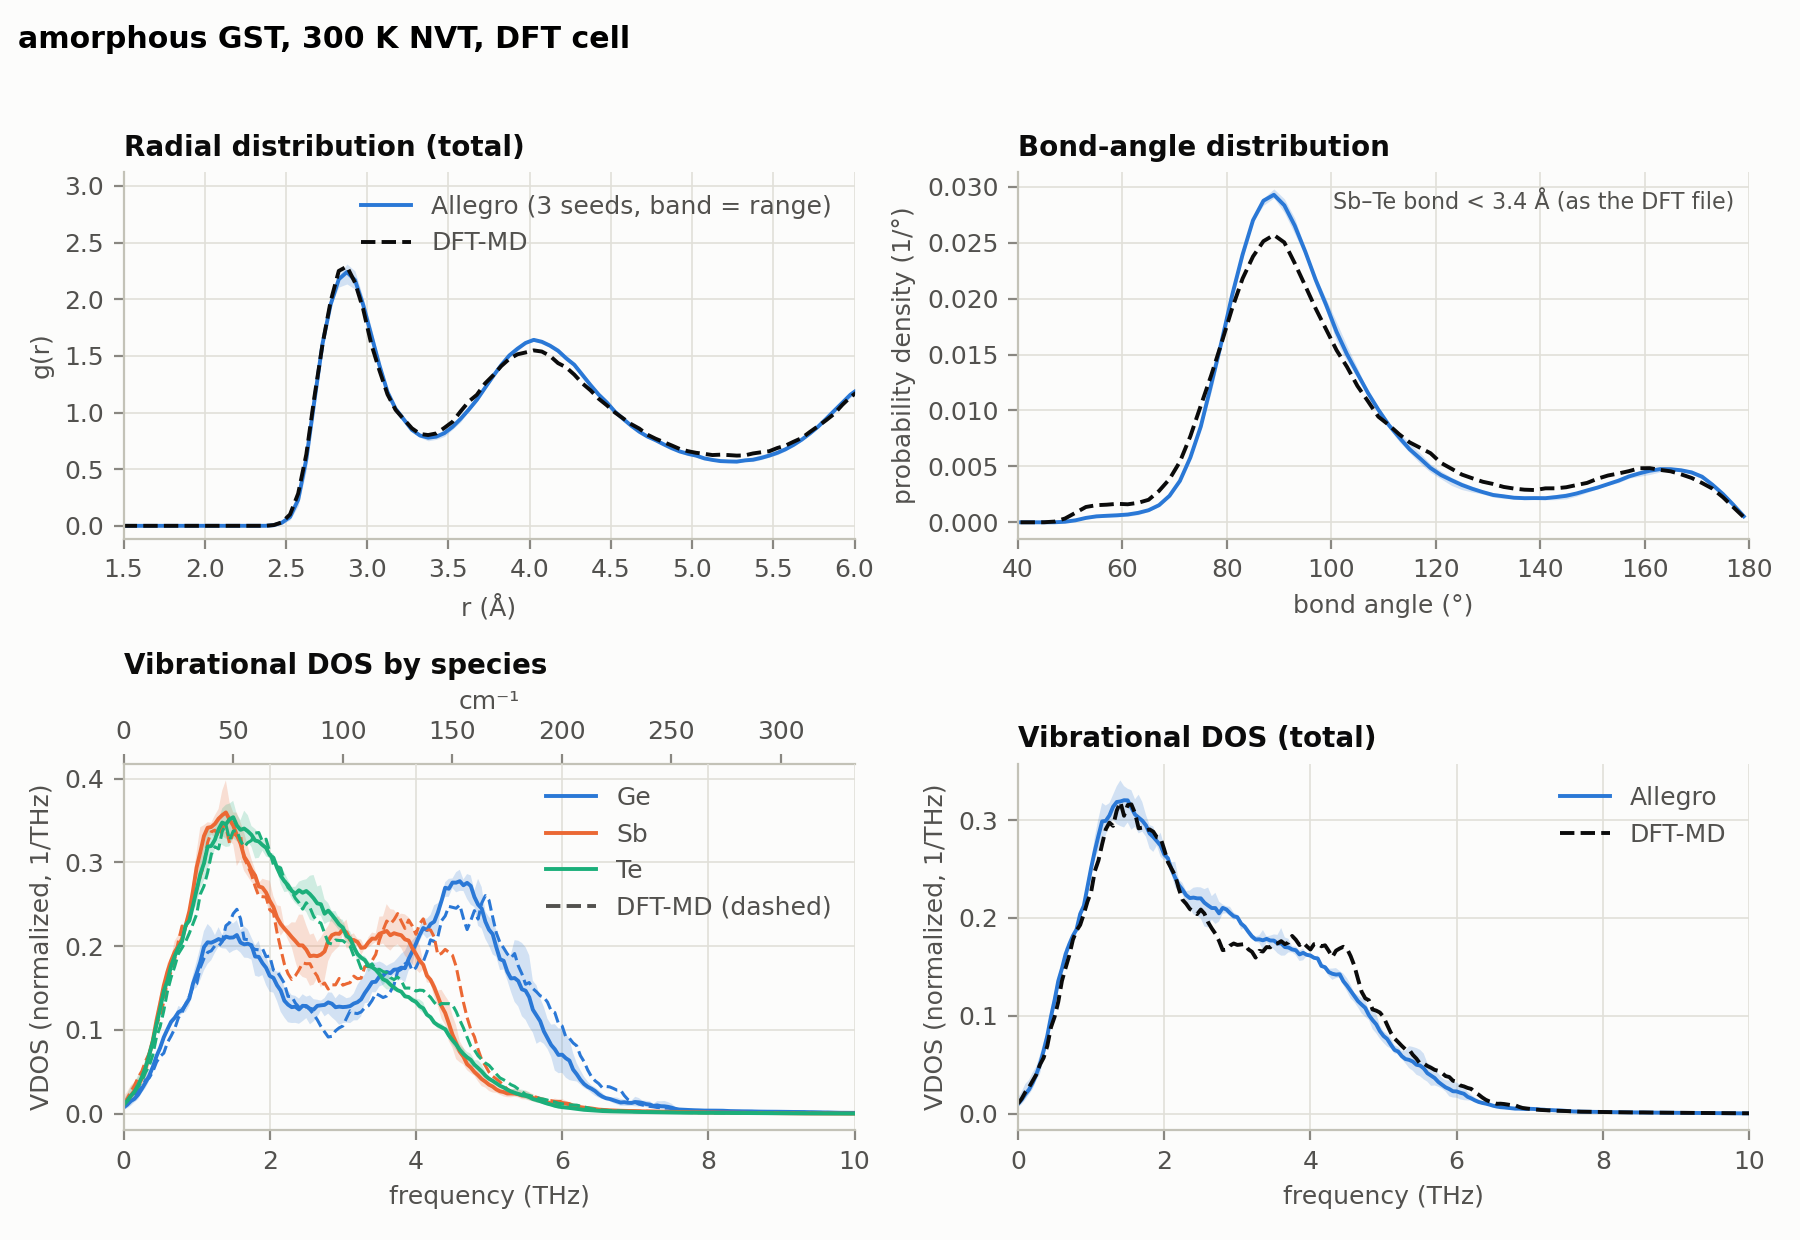 amorphous GST, 300 K NVT, DFT cell
Radial distribution (total)
3.0
2.5
2.0
1.5
1.0
0.5
0.0
g(r)
Allegro (3 seeds, band = range)
DFT-MD
1.5 2.0 2.5 3.0 3.5 4.0 4.5 5.0 5.5 6.0
r (Å)
Bond-angle distribution
0.030
0.025
0.020
0.015
0.010
0.005
0.000
probability density (1/°)
Sb–Te bond < 3.4 Å (as the DFT file)
40 60 80 100 120 140 160 180
bond angle (°)
Vibrational DOS by species
cm⁻¹
0 50 100 150 200 250 300
0.4
0.3
0.2
0.1
0.0
VDOS (normalized, 1/THz)
Ge
Sb
Te
DFT-MD (dashed)
0 2 4 6 8 10
frequency (THz)
Vibrational DOS (total)
0.3
0.2
0.1
0.0
VDOS (normalized, 1/THz)
Allegro
DFT-MD
0 2 4 6 8 10
frequency (THz)